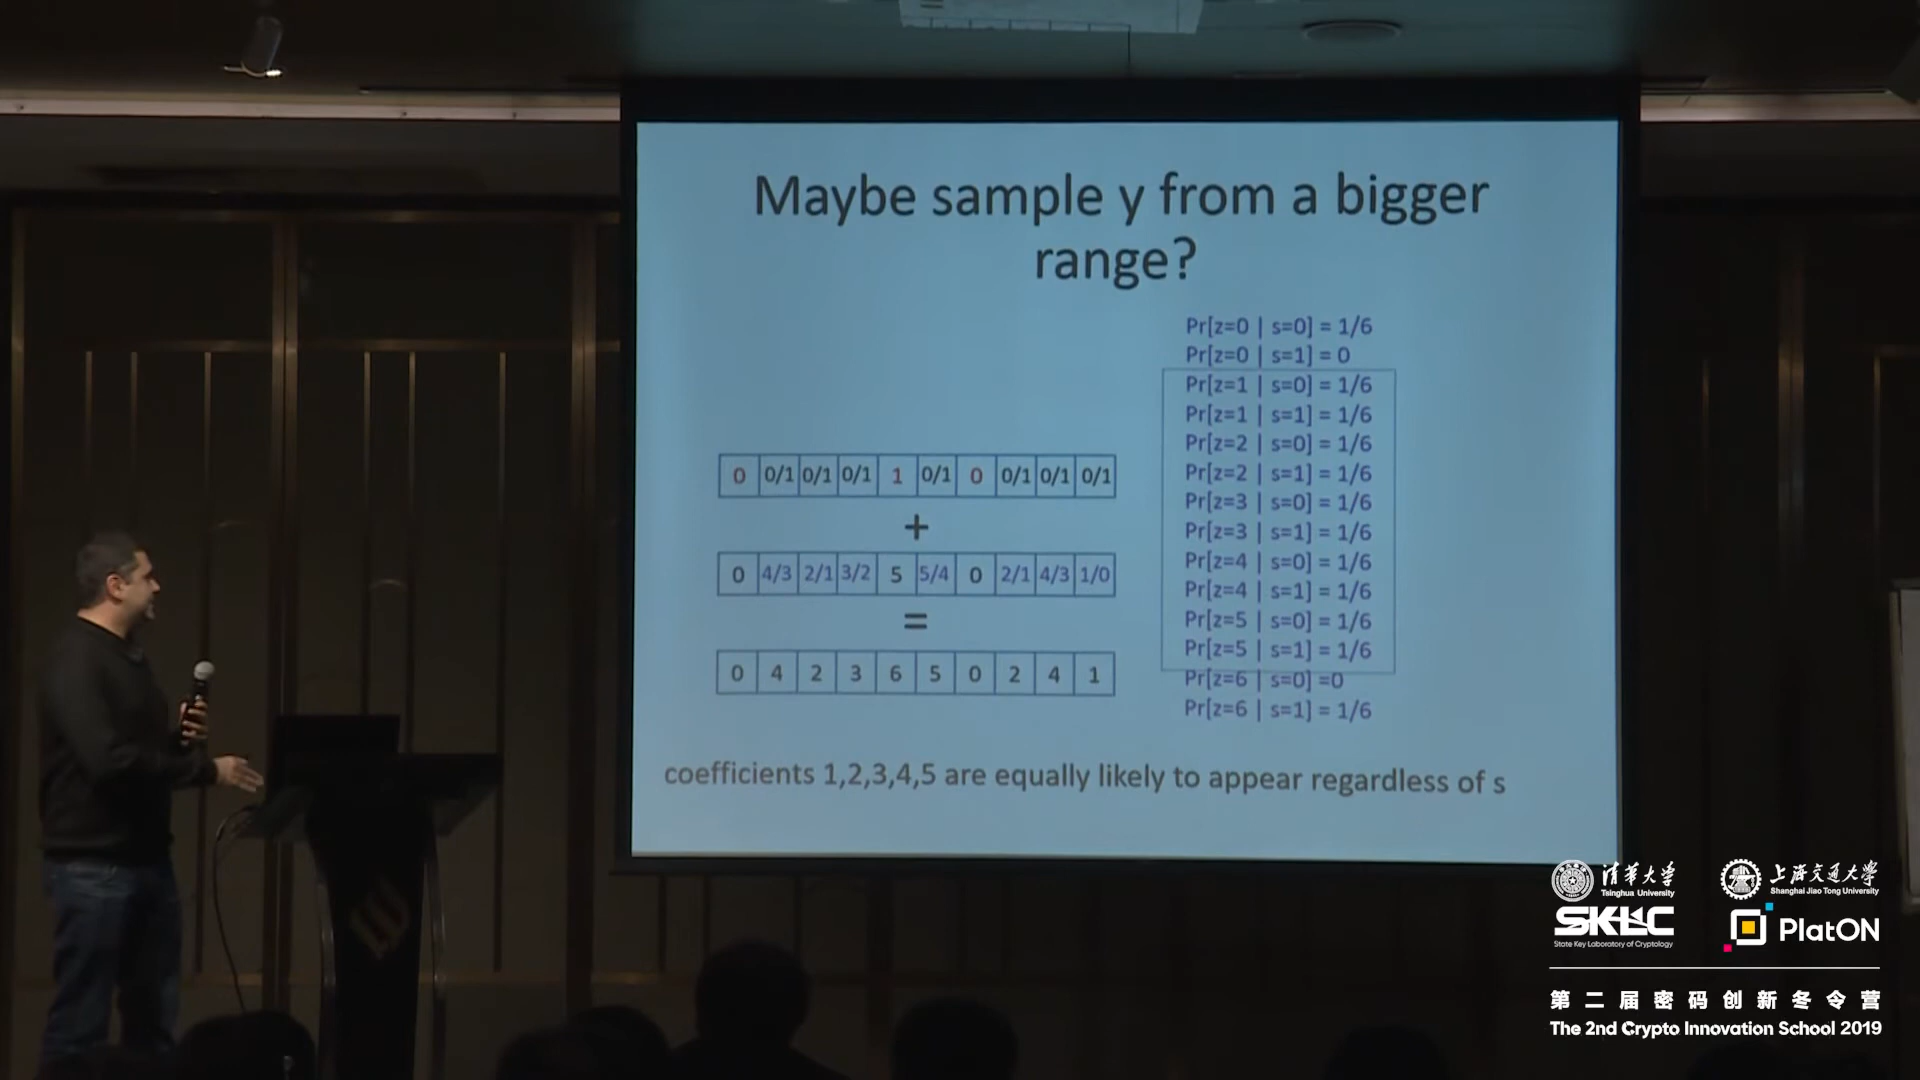 Maybe sample y from a bigger
range?
Pr[z=0 | s=0] = 1/6
Pr[z=0 | s=1] = 0
Pr[z=1 | s=0] = 1/6
Pr[z=1 | s=1] = 1/6
Pr[z=2 | s=0] = 1/6
Pr[z=2 | s=1] = 1/6
Pr[z=3 | s=0] = 1/6
Pr[z=3 | s=1] = 1/6
Pr[z=4 | s=0] = 1/6
Pr[z=4 | s=1] = 1/6
Pr[z=5 | s=0] = 1/6
Pr[z=5 | s=1] = 1/6
Pr[z=6 | s=0] =0
Pr[z=6 | s=1] = 1/6
0 0/1 0/1 0/1 1 0/1 0 0/1 0/1 0/1
+
0 4/3 2/1 3/2 5 5/4 0 2/1 4/3 1/0
=
0 4 2 3 6 5 0 2 4 1
coefficients 1,2,3,4,5 are equally likely to appear regardless of s
清华大学
Tsinghua University
上海交通大学
Shanghai Jiao Tong University
SKLC
State Key Laboratory of Cryptology
PlatON
第二届密码创新冬令营
The 2nd Crypto Innovation School 2019